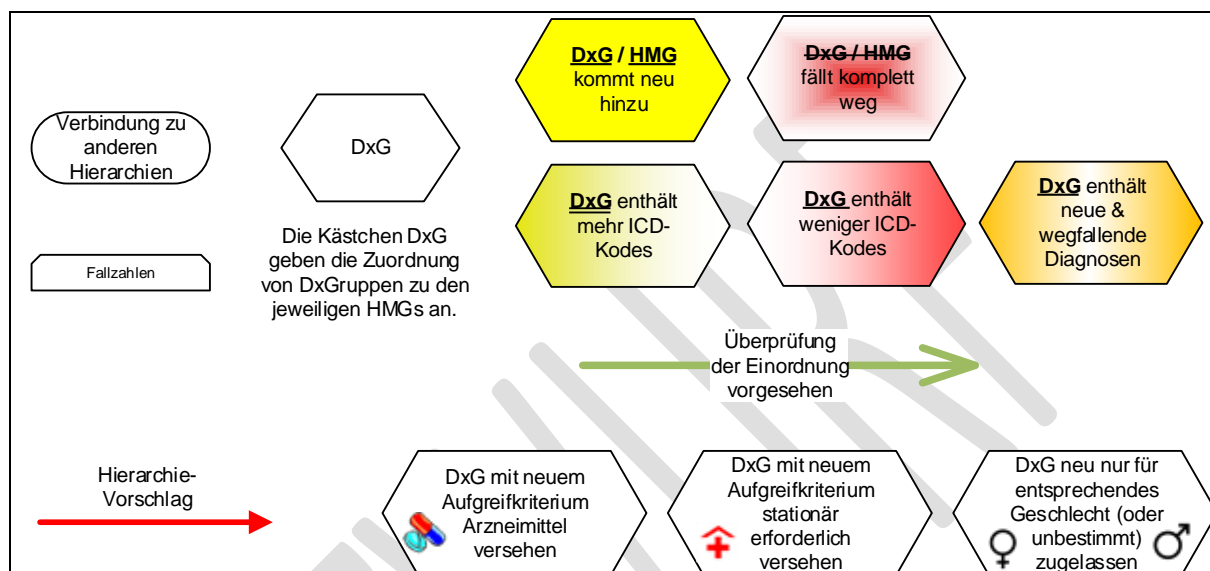 Verbindung zu
anderen
Hierarchien
Fallzahlen
DxG
Die Kästchen DxG
geben die Zuordnung
von DxGruppen zu den
jeweiligen HMGs an.
DxG / HMG
kommt neu
hinzu
DxG / HMG
fällt komplett
weg
DxG enthält
mehr ICD-
Kodes
DxG enthält
weniger ICD-
Kodes
DxG enthält
neue &
wegfallende
Diagnosen
Überprüfung
der Einordnung
vorgesehen
Hierarchie-
Vorschlag
DxG mit neuem
Aufgreifkriterium
Arzneimittel
versehen
DxG mit neuem
Aufgreifkriterium
stationär
erforderlich
versehen
DxG neu nur für
entsprechendes
Geschlecht (oder
unbestimmt)
zugelassen